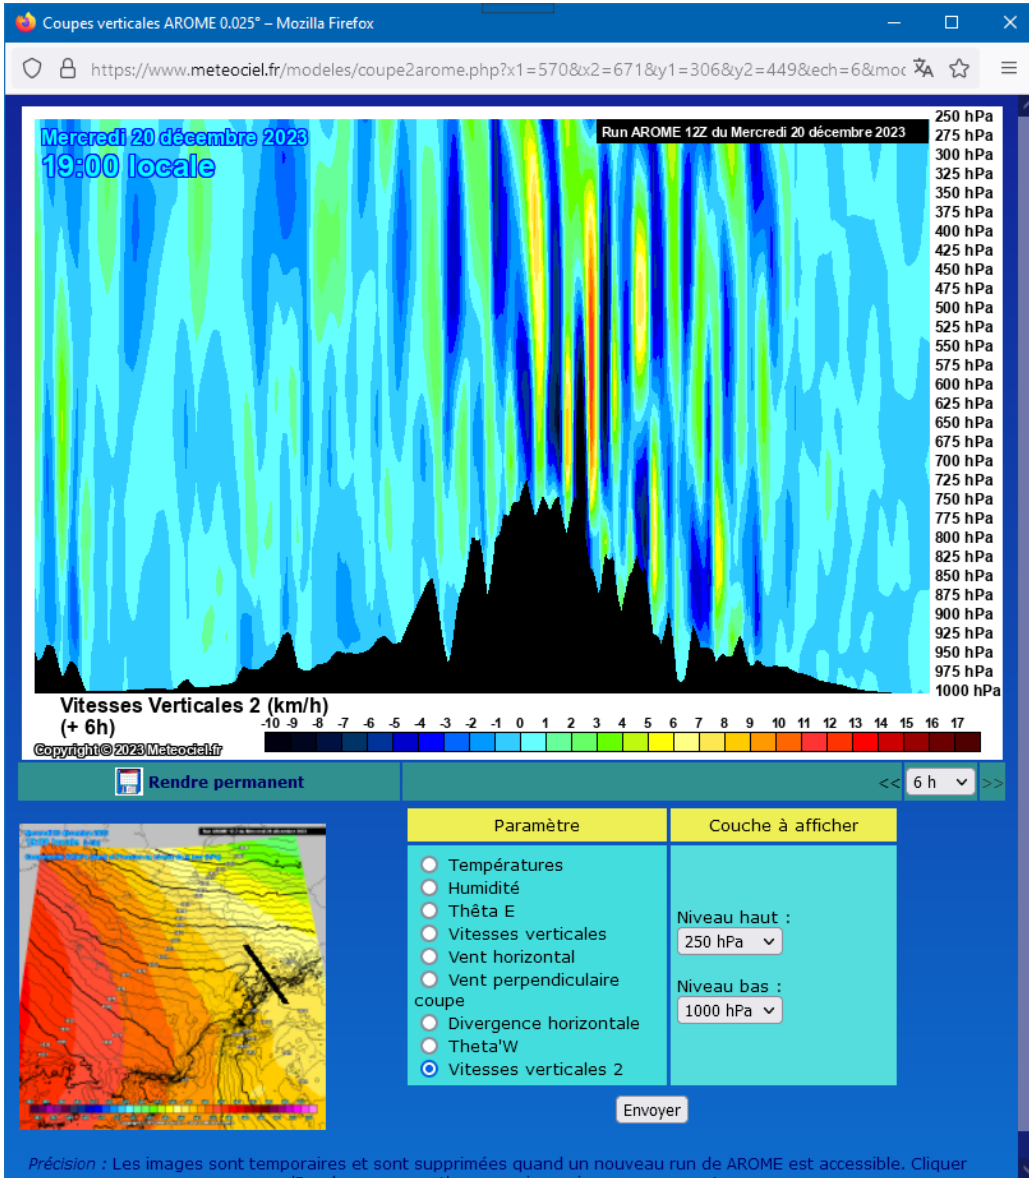 Coupes verticales AROME 0.025° – Mozilla Firefox
https://www.meteociel.fr/modeles/coupe2arome.php?x1=570&x2=671&y1=306&y2=449&ech=6&moc
Mercredi 20 décembre 2023
19:00 locale
Run AROME 12Z du Mercredi 20 décembre 2023
250 hPa
275 hPa
300 hPa
325 hPa
350 hPa
375 hPa
400 hPa
425 hPa
450 hPa
475 hPa
500 hPa
525 hPa
550 hPa
575 hPa
600 hPa
625 hPa
650 hPa
675 hPa
700 hPa
725 hPa
750 hPa
775 hPa
800 hPa
825 hPa
850 hPa
875 hPa
900 hPa
925 hPa
950 hPa
975 hPa
1000 hPa
Vitesses Verticales 2 (km/h)
(+ 6h)
-10 -9 -8 -7 -6 -5 -4 -3 -2 -1 0 1 2 3 4 5 6 7 8 9 10 11 12 13 14 15 16 17
Copyright © 2023 Meteociel.fr
Rendre permanent
<< 6 h >>
Paramètre
Couche à afficher
Températures
Humidité
Thêta E
Vitesses verticales
Vent horizontal
Vent perpendiculaire
coupe
Divergence horizontale
Theta'W
Vitesses verticales 2
Niveau haut :
250 hPa
Niveau bas :
1000 hPa
Envoyer
Précision : Les images sont temporaires et sont supprimées quand un nouveau run de AROME est accessible. Cliquer